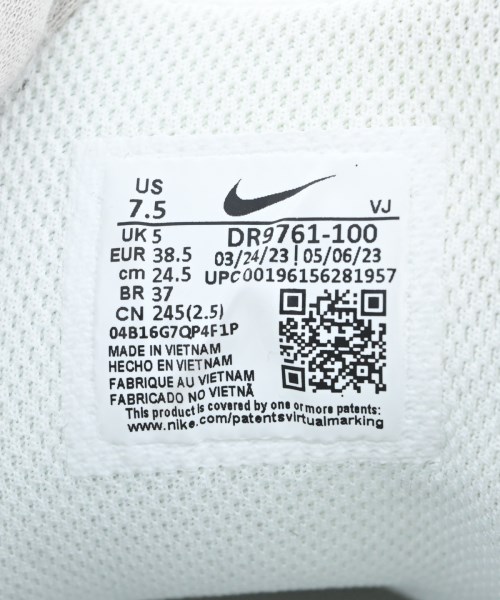 US
7.5
VJ
UK 5
EUR 38.5
cm 24.5
BR 37
CN 245(2.5)
04B16G7QP4F1P
DR9761-100
03/24/23 | 05/06/23
UPC00196156281957
MADE IN VIETNAM
HECHO EN VIETNAM
FABRIQUE AU VIETNAM
FABRICADO NO VIETNÃ
This product is covered by one or more patents:
www.nike.com/patentsvirtualmarking